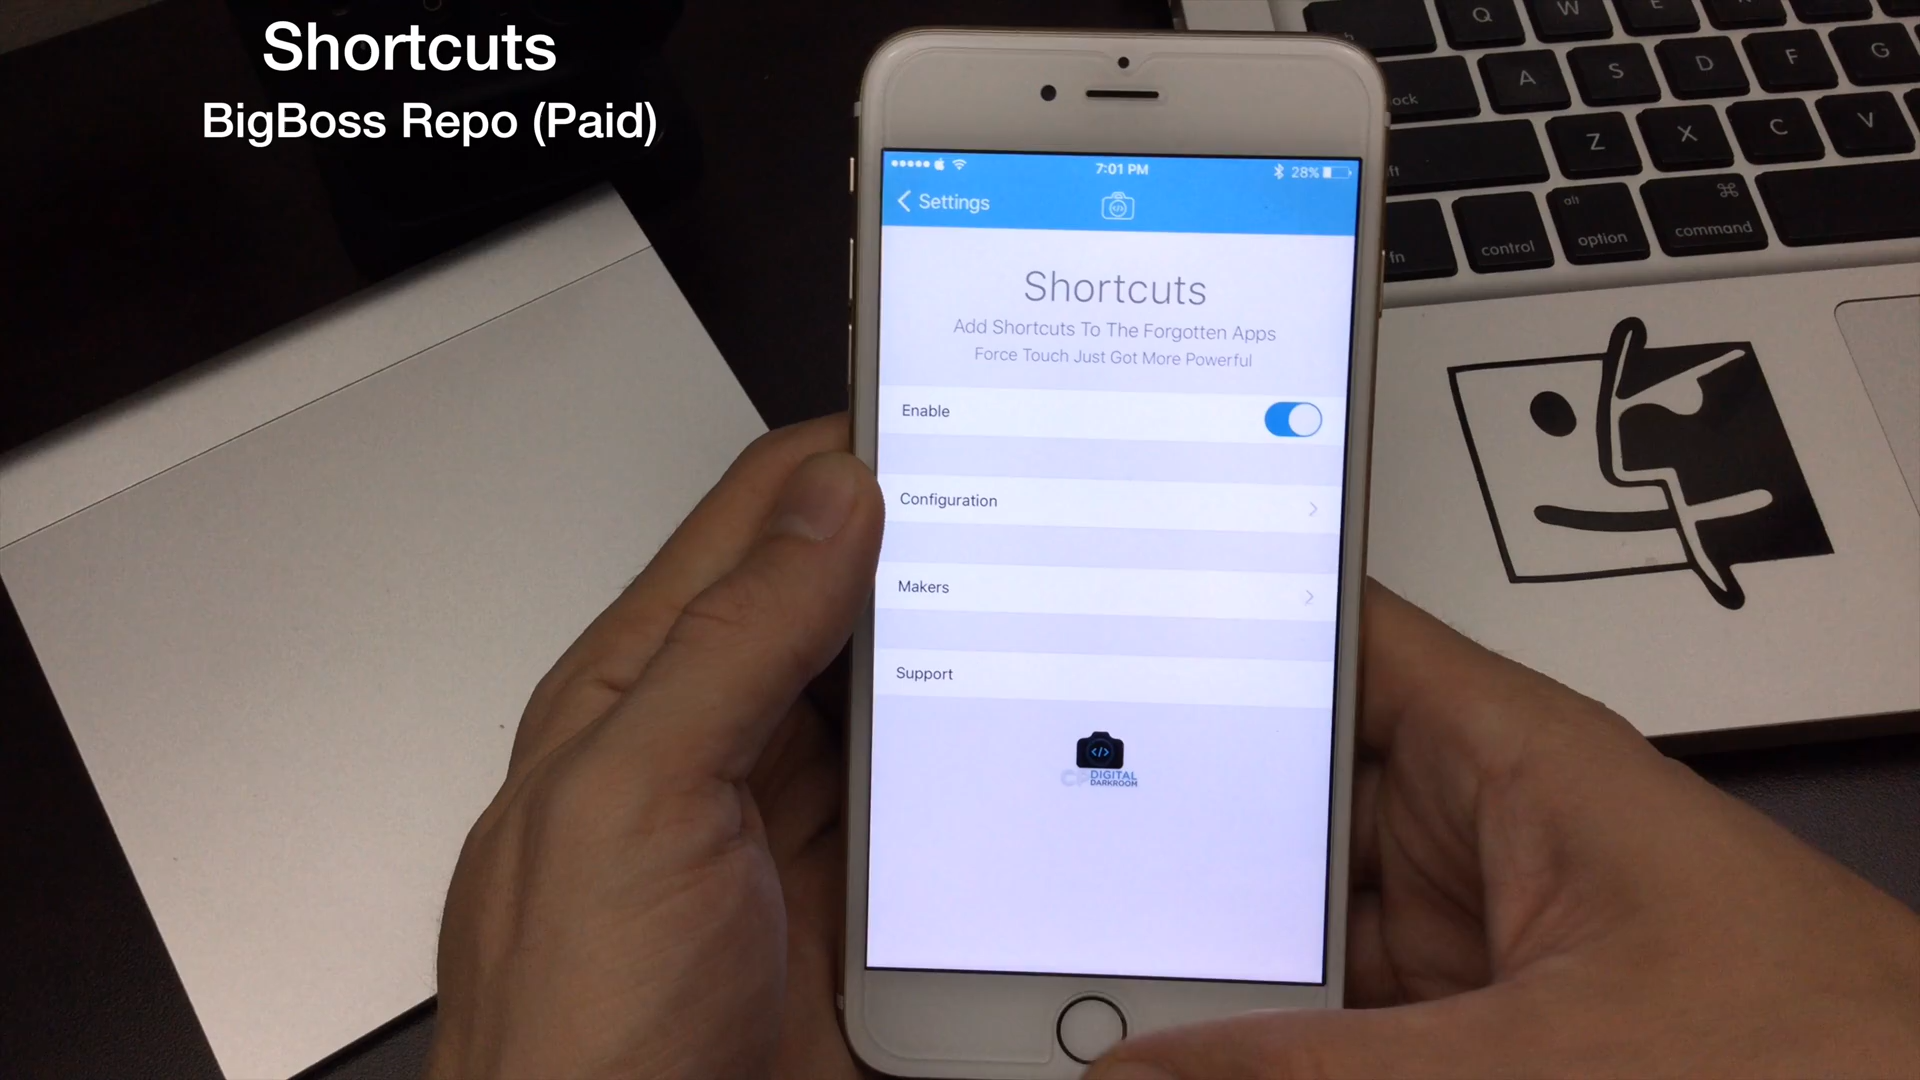 Shortcuts
BigBoss Repo (Paid)
7:01 PM
28%
Settings
Shortcuts
Add Shortcuts To The Forgotten Apps
Force Touch Just Got More Powerful
Enable
Configuration
Makers
Support
</>
DIGITAL
DARKROOM
Q W E
A S D F G
ock
Z X C V
alt
⌘
fn
control
option
command